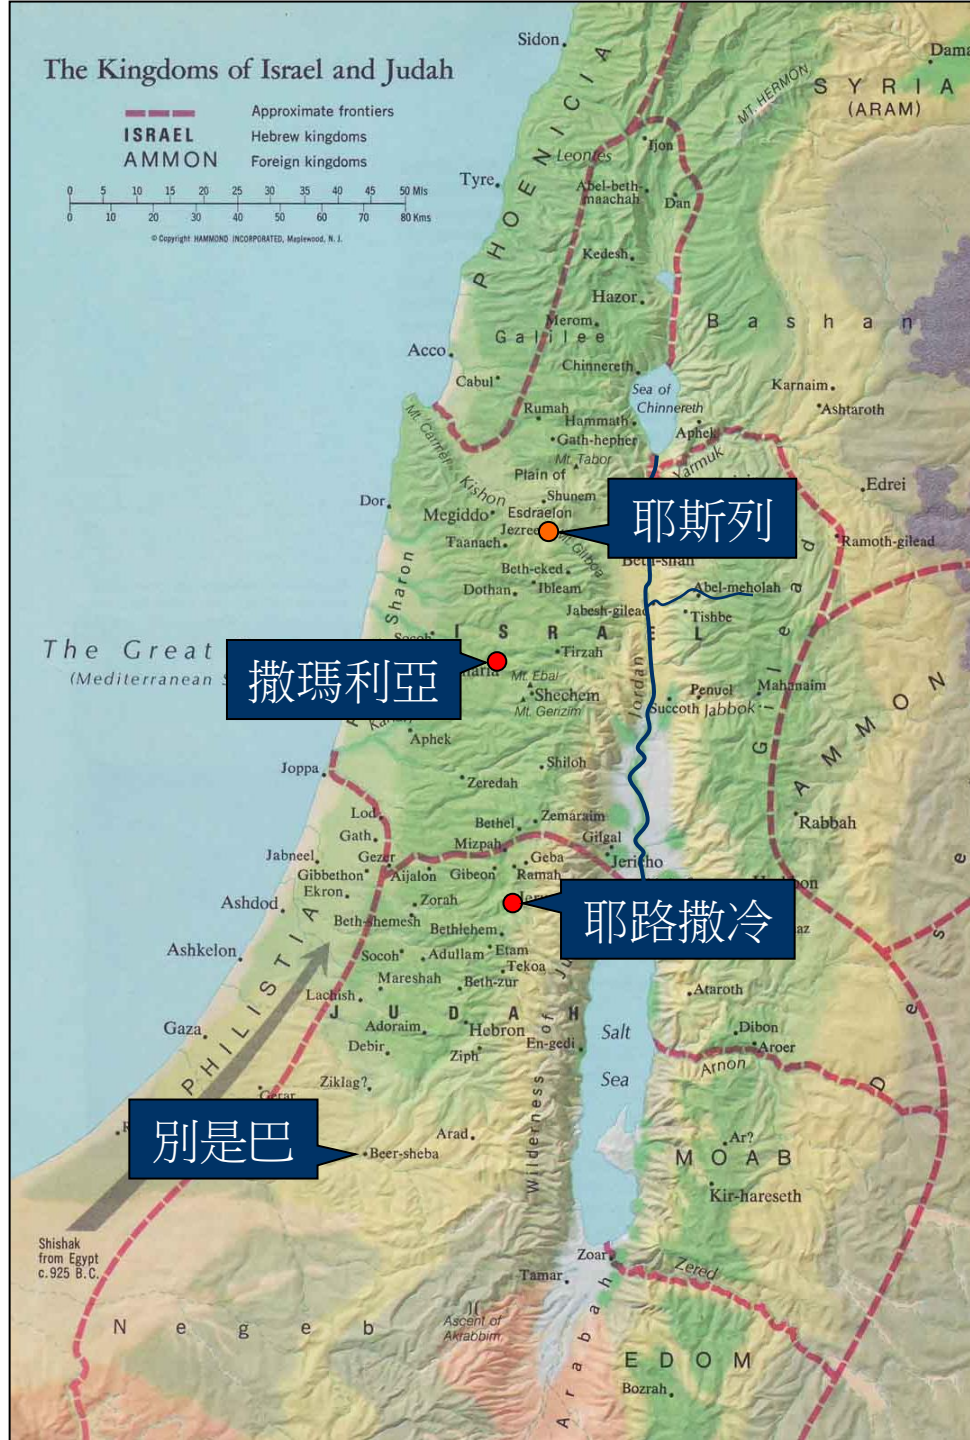 The Kingdoms of Israel and Judah
Approximate frontiers
ISRAEL Hebrew kingdoms
AMMON Foreign kingdoms
0 5 10 15 20 25 30 35 40 45 50 Mls
0 10 20 30 40 50 60 70 80 Kms
© Copyright HAMMOND INCORPORATED, Maplewood, N. J.
Sidon
PHOENICIA
MT. HERMON
SYRIA
(ARAM)
Leontes
Ijon
Tyre
Abel-beth-
maachah
Dan
Kedesh
Hazor
Merom
Galilee
Bashan
Acco
Chinnereth
Cabul
Sea of
Chinnereth
Karnaim
Ashtaroth
Rumah
Hammath
Gath-hepher
Aphek
Mt. Carmel
Mt. Tabor
Yarmuk
Plain of
Esdraelon
Kishon
Edrei
Dor
Shunem
Megiddo
耶斯列
Taanach
Mt. Gilboa
Ramoth-gilead
Beth-shan
Beth-eked
Dothan
Ibleam
Abel-meholah
Sharon
Jabesh-gilead
Tishbe
ISRAEL
The Great
(Mediterranean
Socoh
Tirzah
撒瑪利亞
Mt. Ebal
Shechem
Mt. Gerizim
Jordan
Penuel
Mahanaim
Succoth
Jabbok
Gilead
AMMON
Aphek
Joppa
Shiloh
Zeredah
Lod
Bethel
Zemaraim
Rabbah
Gath
Mizpah
Gilgal
Jabneel
Gezer
Geba
Jericho
Gibbethon
Aijalon
Gibeon
Ramah
Ekron
Zorah
耶路撒冷
Ashdod
Beth-shemesh
Bethlehem
Ashkelon
Socoh
Adullam
Etam
Tekoa
Mareshah
Beth-zur
Lachish
Ataroth
JUDAH
Gaza
Adoraim
Hebron
Salt
Sea
Dibon
Aroer
Debir
Ziph
En-gedi
Arnon
PHILISTIA
Ziklag?
Gerar
Wilderness of
別是巴
Beer-sheba
Arad
Ar?
MOAB
Kir-hareseth
Shishak
from Egypt
c.925 B.C.
Zoar
Tamar
Zered
Negeb
Ascent of
Akrabbim
Arabah
EDOM
Bozrah